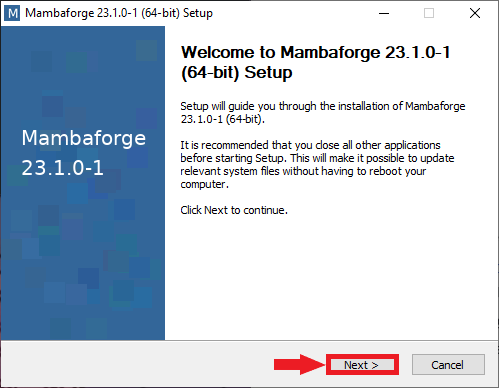 M Mambaforge 23.1.0-1 (64-bit) Setup
Mambaforge
23.1.0-1
Welcome to Mambaforge 23.1.0-1
(64-bit) Setup
Setup will guide you through the installation of Mambaforge
23.1.0-1 (64-bit).
It is recommended that you close all other applications
before starting Setup. This will make it possible to update
relevant system files without having to reboot your
computer.
Click Next to continue.
Next >
Cancel